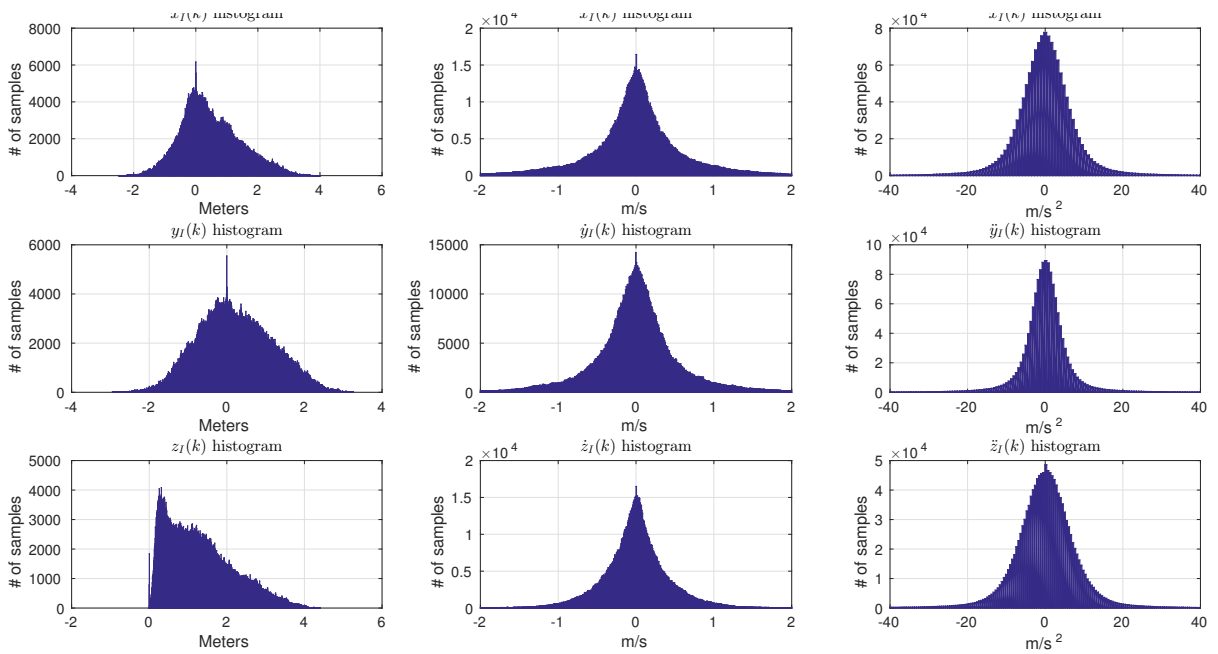 x_I(k) histogram
8000
6000
4000
2000
0
# of samples
-4 -2 0 2 4 6
Meters
ẋ_I(k) histogram
×10^4
2
1.5
1
0.5
0
# of samples
-2 -1 0 1 2
m/s
ẍ_I(k) histogram
×10^4
8
6
4
2
0
# of samples
-40 -20 0 20 40
m/s^2
y_I(k) histogram
6000
4000
2000
0
# of samples
-4 -2 0 2 4
Meters
ẏ_I(k) histogram
15000
10000
5000
0
# of samples
-2 -1 0 1 2
m/s
ÿ_I(k) histogram
×10^4
10
8
6
4
2
0
# of samples
-40 -20 0 20 40
m/s^2
z_I(k) histogram
5000
4000
3000
2000
1000
0
# of samples
-2 0 2 4 6
Meters
ż_I(k) histogram
×10^4
2
1.5
1
0.5
0
# of samples
-2 -1 0 1 2
m/s
z̈_I(k) histogram
×10^4
5
4
3
2
1
0
# of samples
-40 -20 0 20 40
m/s^2